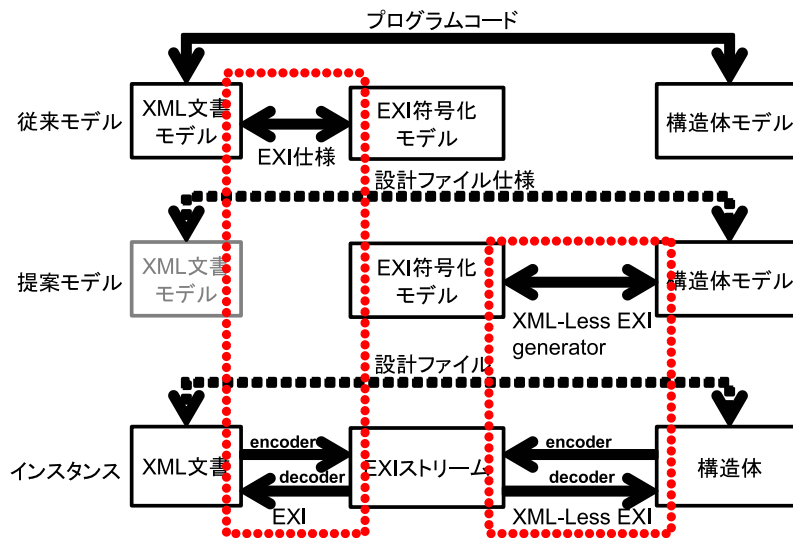 プログラムコード
従来モデル
XML文書
モデル
EXI仕様
EXI符号化
モデル
構造体モデル
設計ファイル仕様
提案モデル
XML文書
モデル
EXI符号化
モデル
XML-Less EXI
generator
構造体モデル
設計ファイル
インスタンス
XML文書
encoder
decoder
EXI
EXIストリーム
encoder
decoder
XML-Less EXI
構造体